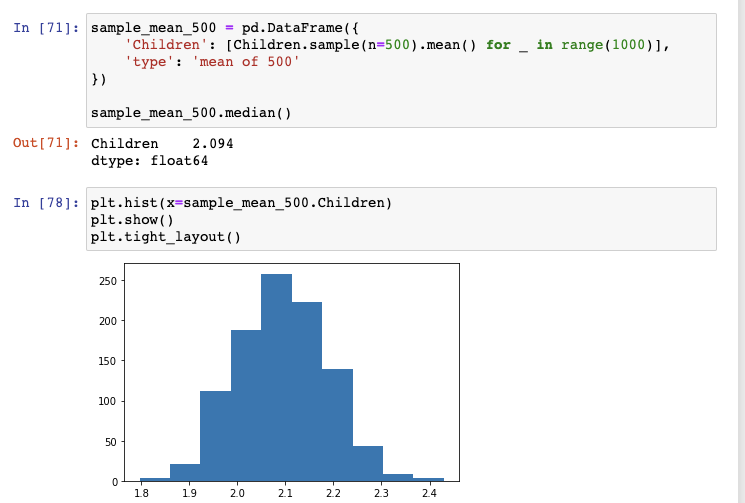 In [71]: sample_mean_500 = pd.DataFrame({
    'Children': [Children.sample(n=500).mean() for _ in range(1000)],
    'type': 'mean of 500'
})
sample_mean_500.median()
Out[71]: Children    2.094
dtype: float64
In [78]: plt.hist(x=sample_mean_500.Children)
plt.show()
plt.tight_layout()
250
200
150
100
50
0
1.8 1.9 2.0 2.1 2.2 2.3 2.4